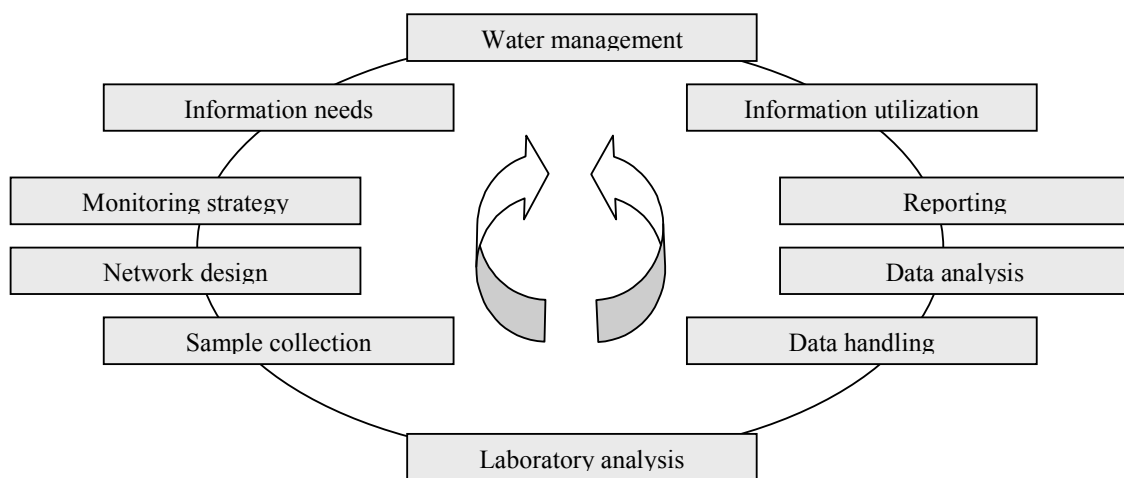 Water management
Information needs
Information utilization
Monitoring strategy
Reporting
Network design
Data analysis
Sample collection
Data handling
Laboratory analysis